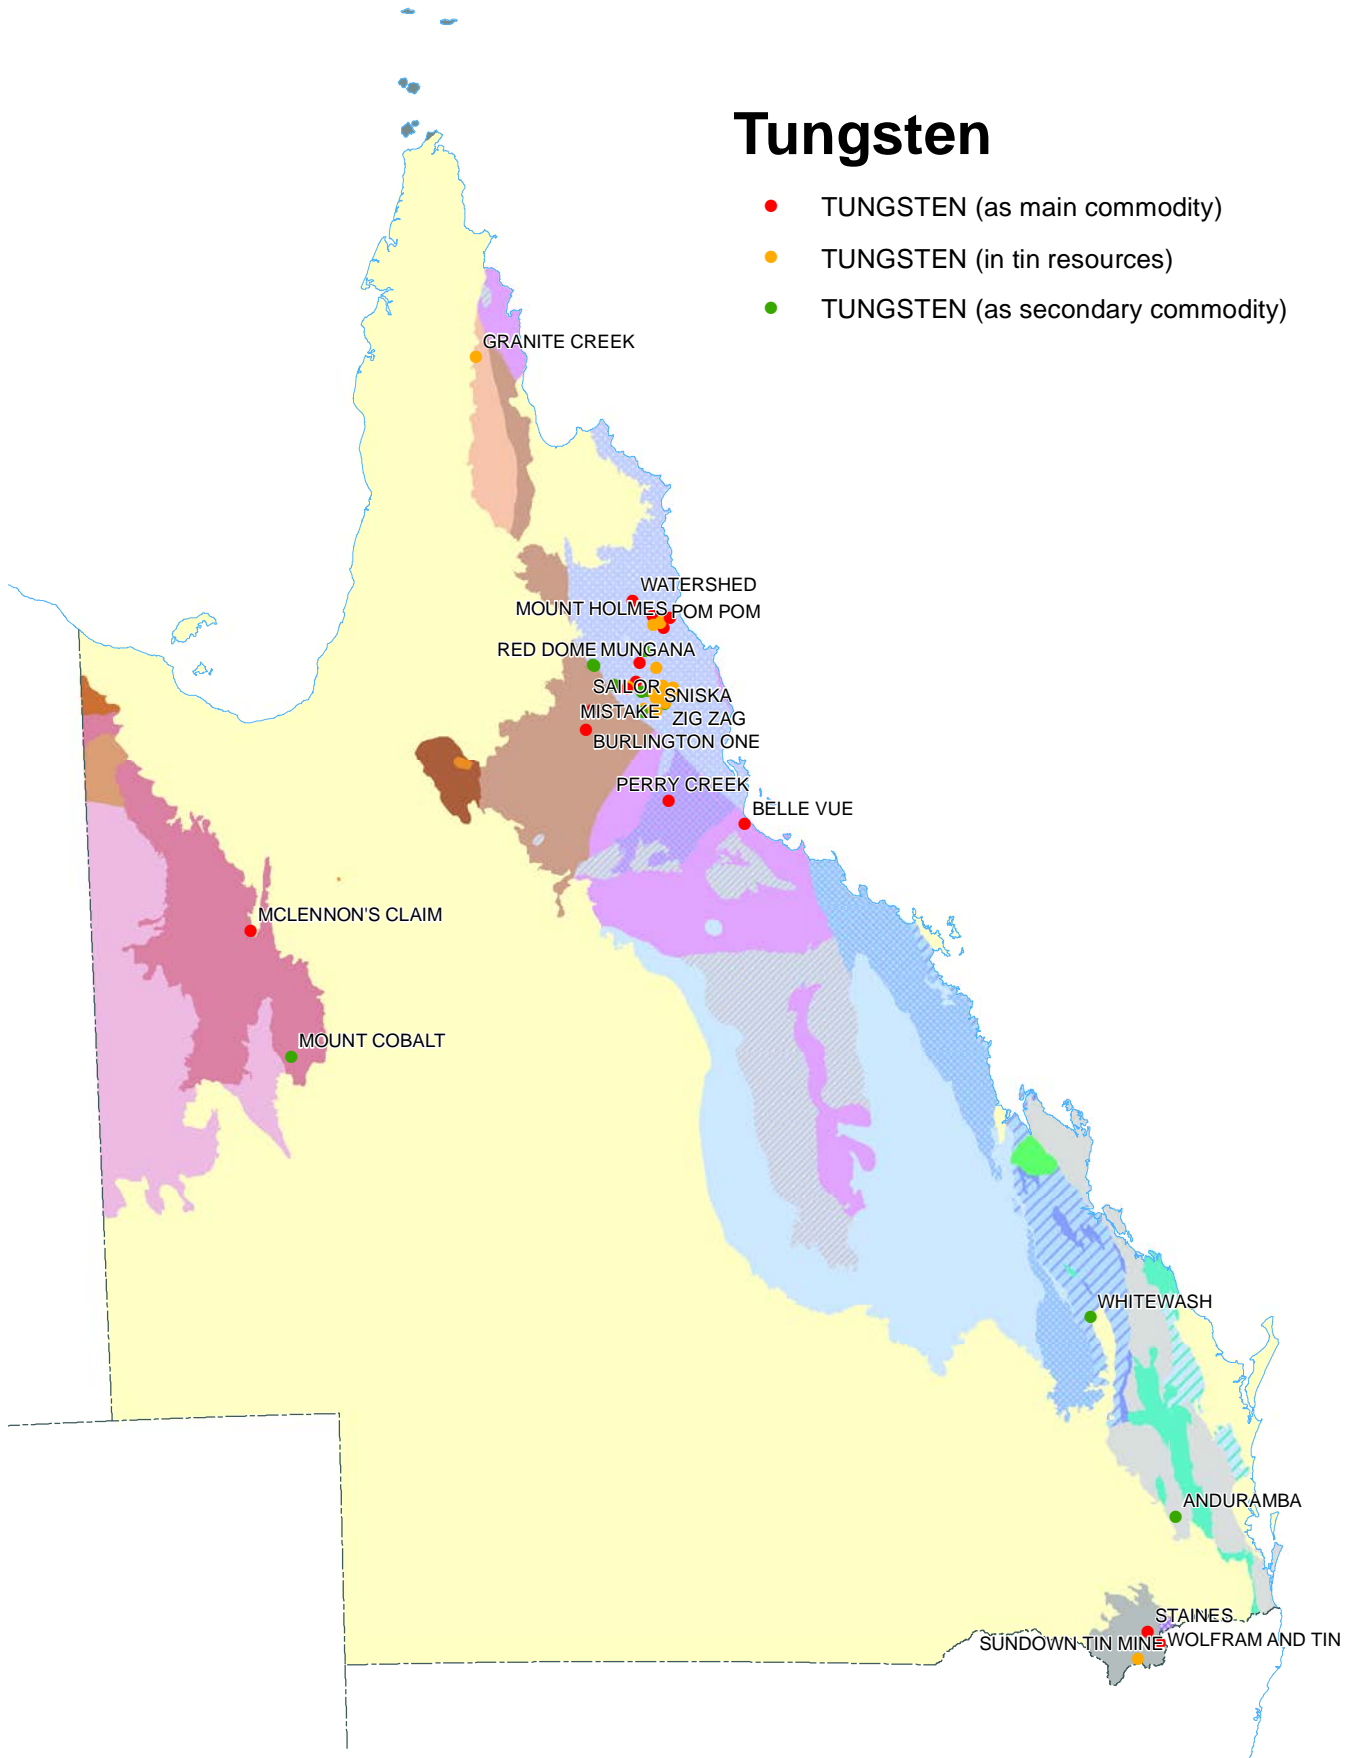 Tungsten
TUNGSTEN (as main commodity)
TUNGSTEN (in tin resources)
TUNGSTEN (as secondary commodity)
GRANITE CREEK
WATERSHED
MOUNT HOLMES
POM POM
RED DOME
MUNGANA
SAILOR
SNISKA
MISTAKE
ZIG ZAG
BURLINGTON ONE
PERRY CREEK
BELLE VUE
MCLENNON'S CLAIM
MOUNT COBALT
WHITEWASH
ANDURAMBA
STAINES
SUNDOWN TIN MINE
WOLFRAM AND TIN